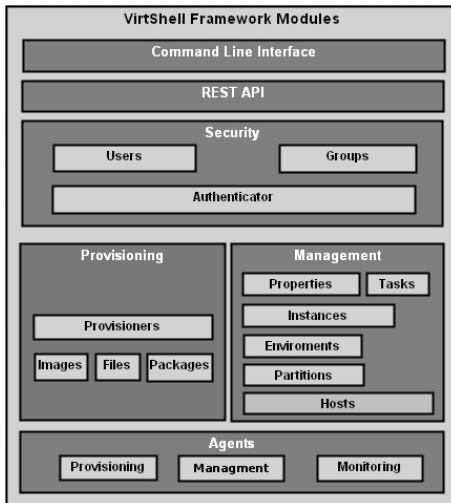 VirtShell Framework Modules
Command Line Interface
REST API
Security
Users
Groups
Authenticator
Provisioning
Provisioners
Images
Files
Packages
Management
Properties
Tasks
Instances
Enviroments
Partitions
Hosts
Agents
Provisioning
Managment
Monitoring